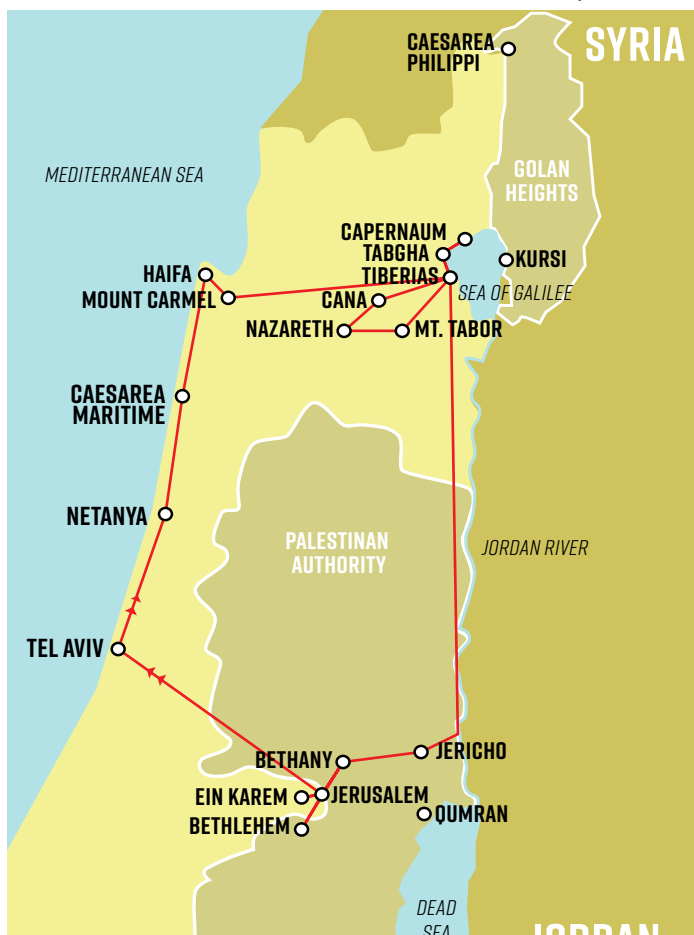 CAESAREA
PHILIPPI
SYRIA
MEDITERRANEAN SEA
GOLAN
HEIGHTS
CAPERNAUM
TABGHA
TIBERIAS
KURSI
HAIFA
MOUNT CARMEL
CANA
SEA OF GALILEE
NAZARETH
MT. TABOR
CAESAREA
MARITIME
NETANYA
PALESTINAN
AUTHORITY
JORDAN RIVER
TEL AVIV
BETHANY
JERICHO
EIN KAREM
JERUSALEM
BETHLEHEM
QUMRAN
DEAD
SEA
JORDAN